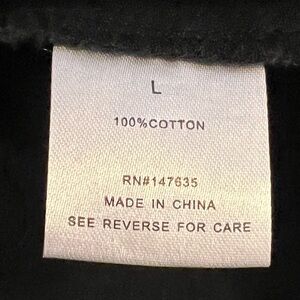 L
100%COTTON
RN#147635
MADE IN CHINA
SEE REVERSE FOR CARE